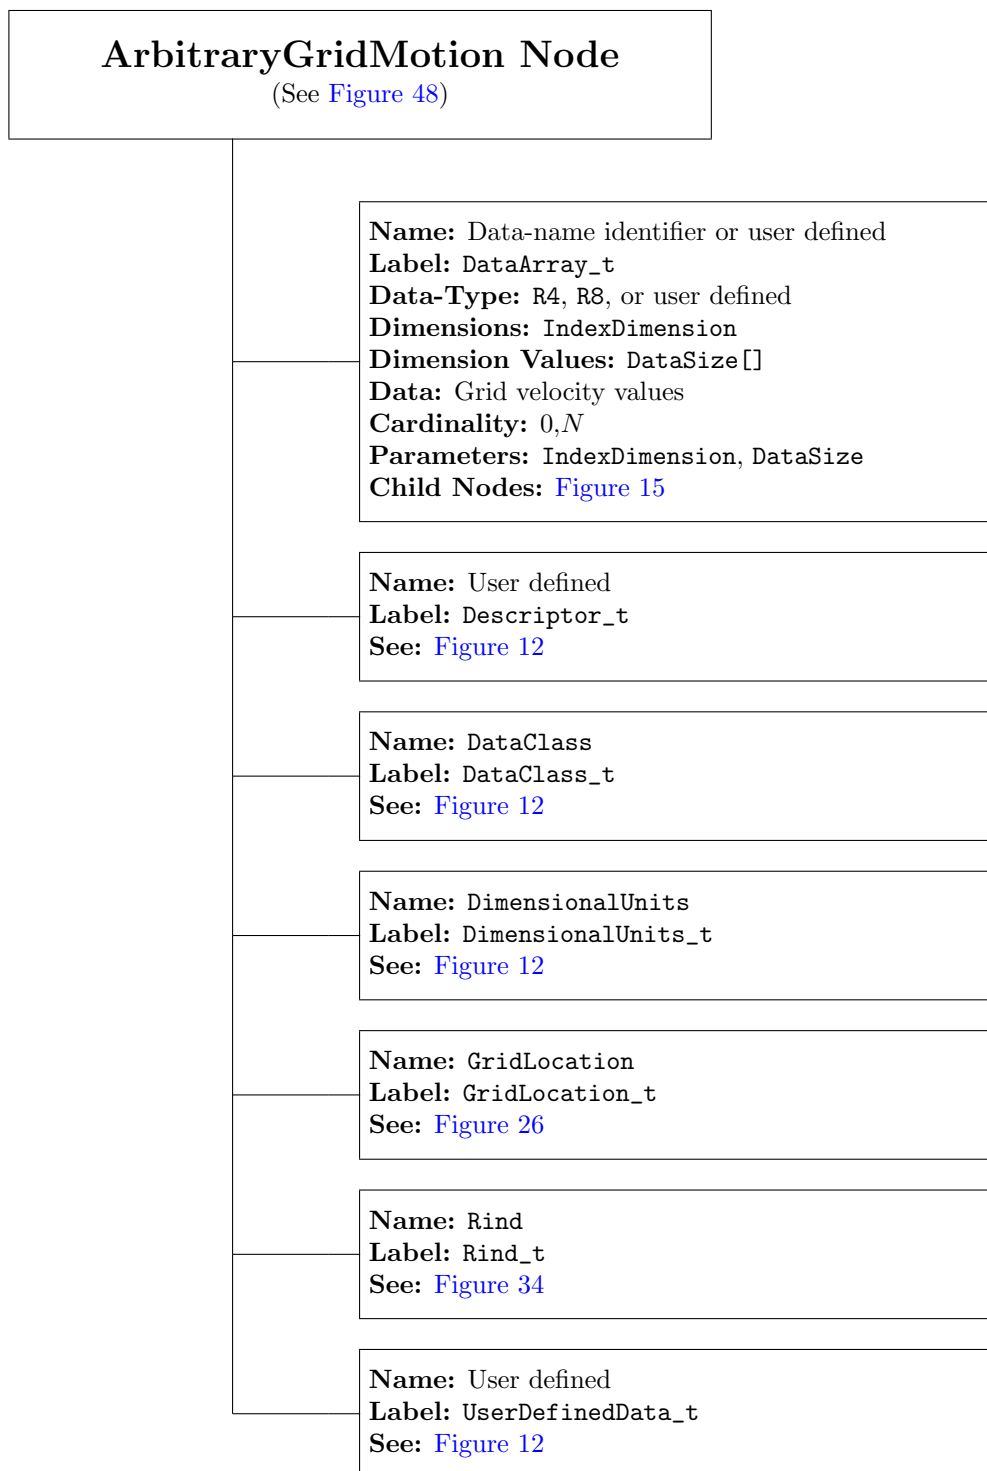 ArbitraryGridMotion Node
(See Figure 48)
Name: Data-name identifier or user defined
Label: DataArray_t
Data-Type: R4, R8, or user defined
Dimensions: IndexDimension
Dimension Values: DataSize[]
Data: Grid velocity values
Cardinality: 0,N
Parameters: IndexDimension, DataSize
Child Nodes: Figure 15
Name: User defined
Label: Descriptor_t
See: Figure 12
Name: DataClass
Label: DataClass_t
See: Figure 12
Name: DimensionalUnits
Label: DimensionalUnits_t
See: Figure 12
Name: GridLocation
Label: GridLocation_t
See: Figure 26
Name: Rind
Label: Rind_t
See: Figure 34
Name: User defined
Label: UserDefinedData_t
See: Figure 12